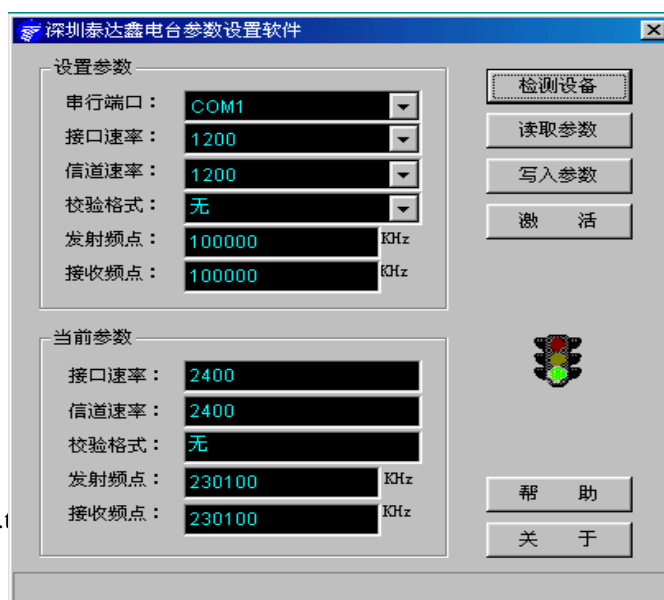 深圳泰达鑫电台参数设置软件
设置参数
串行端口： COM1
接口速率： 1200
信道速率： 1200
校验格式： 无
发射频点： 100000 KHz
接收频点： 100000 KHz
检测设备
读取参数
写入参数
激 活
当前参数
接口速率： 2400
信道速率： 2400
校验格式： 无
发射频点： 230100 KHz
接收频点： 230100 KHz
帮 助
关 于